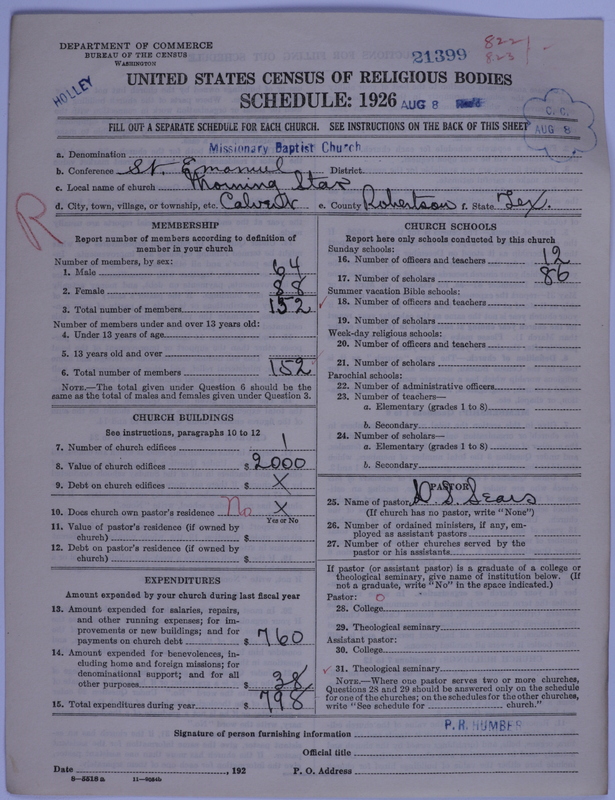 DEPARTMENT OF COMMERCE
BUREAU OF THE CENSUS
WASHINGTON
21399
822 1 -
823
HOLLEY
UNITED STATES CENSUS OF RELIGIOUS BODIES
SCHEDULE: 1926 AUG 8
C. C.
AUG 8
FILL OUT A SEPARATE SCHEDULE FOR EACH CHURCH. SEE INSTRUCTIONS ON THE BACK OF THIS SHEET
a. Denomination Missionary Baptist Church
b. Conference St. Emanuel District.
c. Local name of church Morning Star
d. City, town, village, or township, etc. Calvert e. County Robertson f. State Tex.
R
MEMBERSHIP
Report number of members according to definition of
member in your church
Number of members, by sex:
1. Male 64
2. Female 88
3. Total number of members 152
Number of members under and over 13 years old:
4. Under 13 years of age
5. 13 years old and over
6. Total number of members 152
NOTE.—The total given under Question 6 should be
same as the total of males and females given under Question 3.
CHURCH BUILDINGS
See instructions, paragraphs 10 to 12
7. Number of church edifices 1
8. Value of church edifices $2000
9. Debt on church edifices $ X
10. Does church own pastor's residence No X
Yes or No
11. Value of pastor's residence (if owned by
church) $
12. Debt on pastor's residence (if owned by
church) $
EXPENDITURES
Amount expended by your church during last fiscal year
13. Amount expended for salaries, repairs,
and other running expenses; for im-
provements or new buildings; and for
payments on church debt $ 760
14. Amount expended for benevolences, in-
cluding home and foreign missions; for
denominational support; and for all
other purposes $ 38
15. Total expenditures during year $ 798
CHURCH SCHOOLS
Report here only schools conducted by this church
Sunday schools:
16. Number of officers and teachers 12
17. Number of scholars 86
Summer vacation Bible schools:
18. Number of officers and teachers
19. Number of scholars
Week-day religious schools:
20. Number of officers and teachers
21. Number of scholars
Parochial schools:
22. Number of administrative officers
23. Number of teachers—
a. Elementary (grades 1 to 8)
b. Secondary
24. Number of scholars—
a. Elementary (grades 1 to 8)
b. Secondary
PASTOR
25. Name of pastor D. S. Sears
(If church has no pastor, write "None")
26. Number of ordained ministers, if any, em-
ployed as assistant pastors
27. Number of other churches served by the
pastor or his assistants
If pastor (or assistant pastor) is a graduate of a college or
theological seminary, give name of institution below. (If
not a graduate, write "No" in the space indicated.)
Pastor: O
28. College
29. Theological seminary
Assistant pastor:
30. College
31. Theological seminary
NOTE.—Where one pastor serves two or more churches,
Questions 28 and 29 should be answered only on the schedule
for one of the churches; on the schedules for the other churches,
write "See schedule for church."
Signature of person furnishing information P. R. NUMBER
Official title
Date , 192 P. O. Address
8—5518a 11—9584b